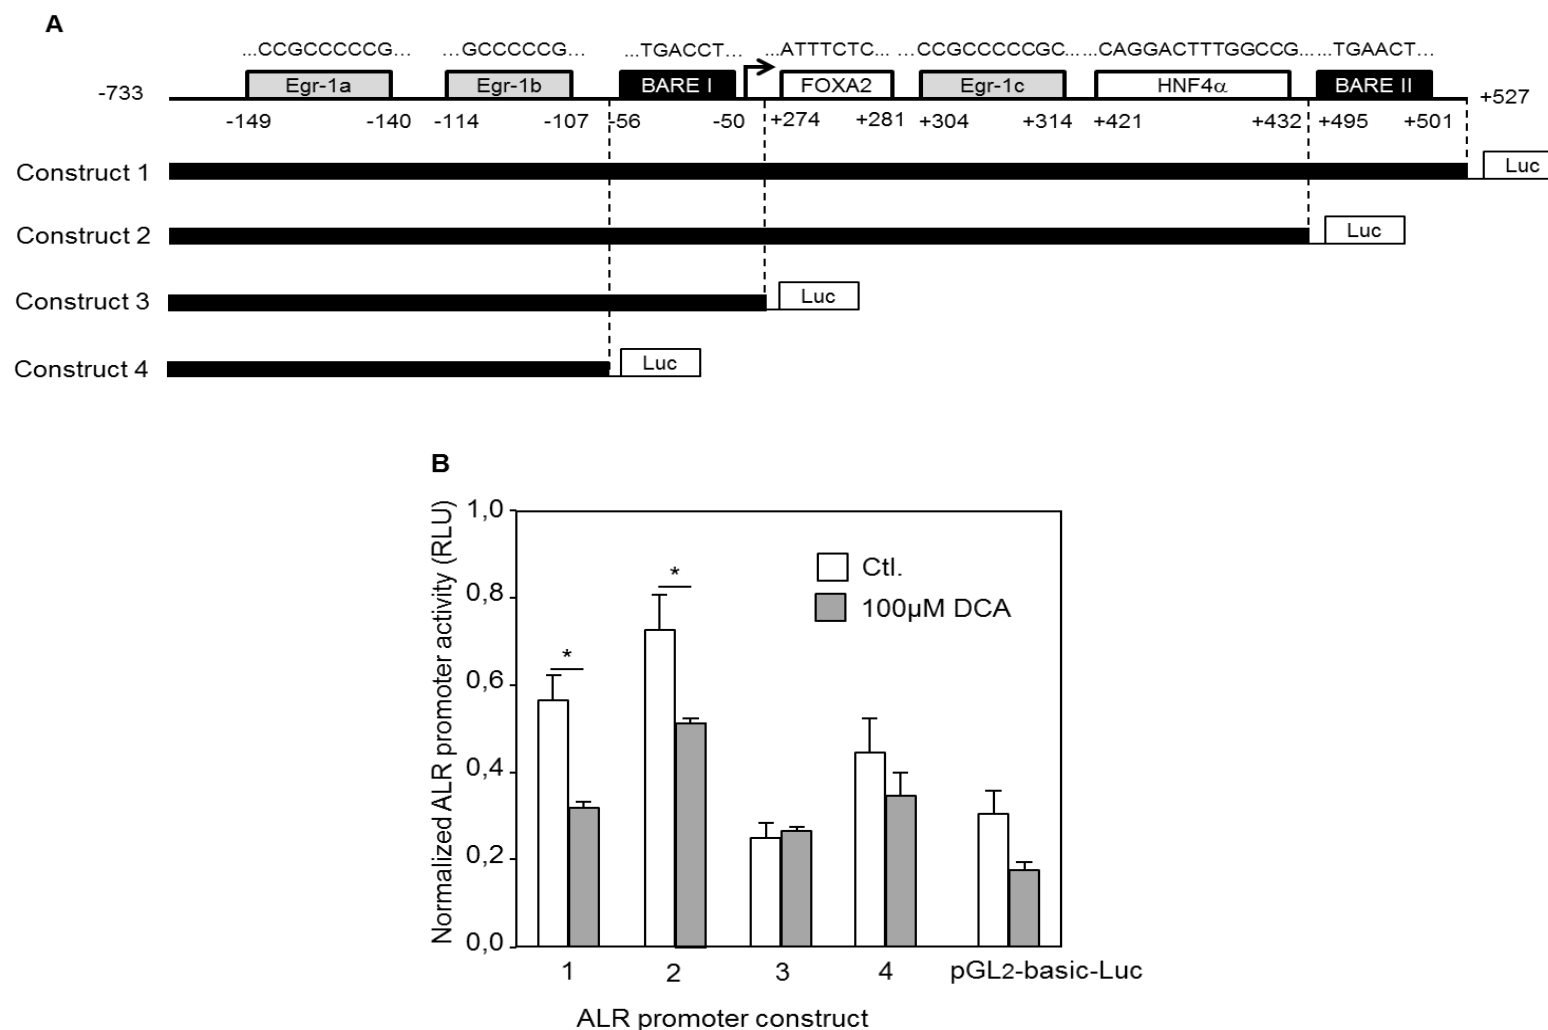 A
...CCGCCCCCG... ...GCCCCCG... ...TGACCT... ...ATTTCTC... ...CCGCCCCCGC... ...CAGGACTTTGGCCG... ...TGAACT...
-733 Egr-1a Egr-1b BARE I FOXA2 Egr-1c HNF4α BARE II +527
-149 -140 -114 -107 -56 -50 +274 +281 +304 +314 +421 +432 +495 +501
Construct 1 Luc
Construct 2 Luc
Construct 3 Luc
Construct 4 Luc
B
Normalized ALR promoter activity (RLU)
1,0
0,8
0,6
0,4
0,2
0,0
Ctl.
100µM DCA
*
*
1 2 3 4 pGL2-basic-Luc
ALR promoter construct